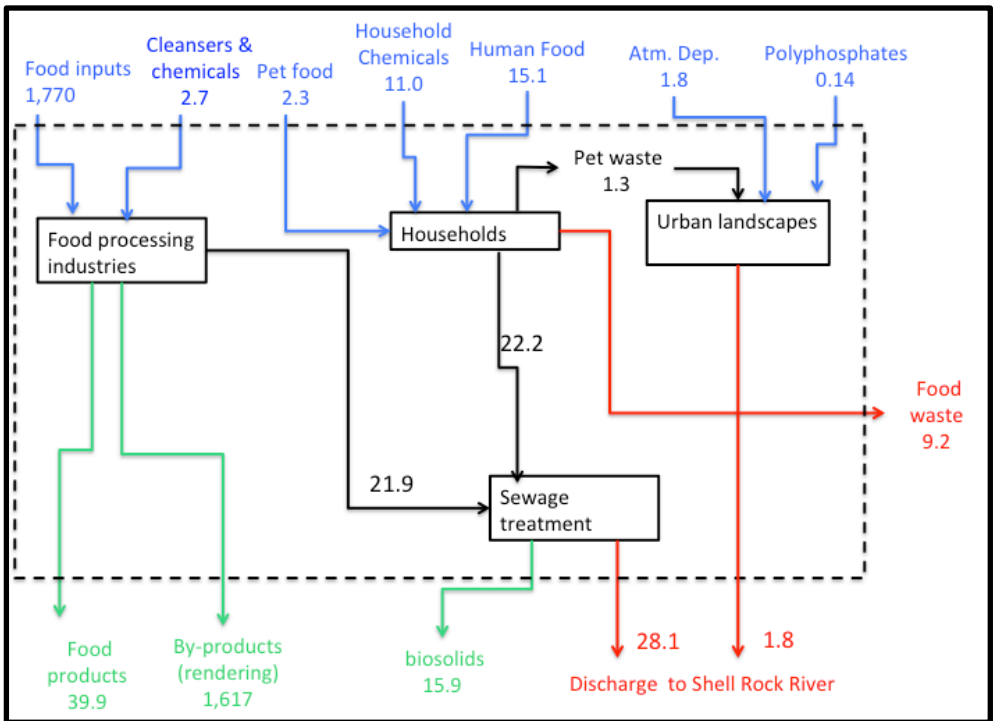 Food inputs
1,770
Cleansers &
chemicals
2.7
Pet food
2.3
Household
Chemicals
11.0
Human Food
15.1
Atm. Dep.
1.8
Polyphosphates
0.14
Pet waste
1.3
Food processing
industries
Households
Urban landscapes
22.2
Food
waste
9.2
21.9
Sewage
treatment
Food
products
39.9
By-products
(rendering)
1,617
biosolids
15.9
28.1
1.8
Discharge to Shell Rock River